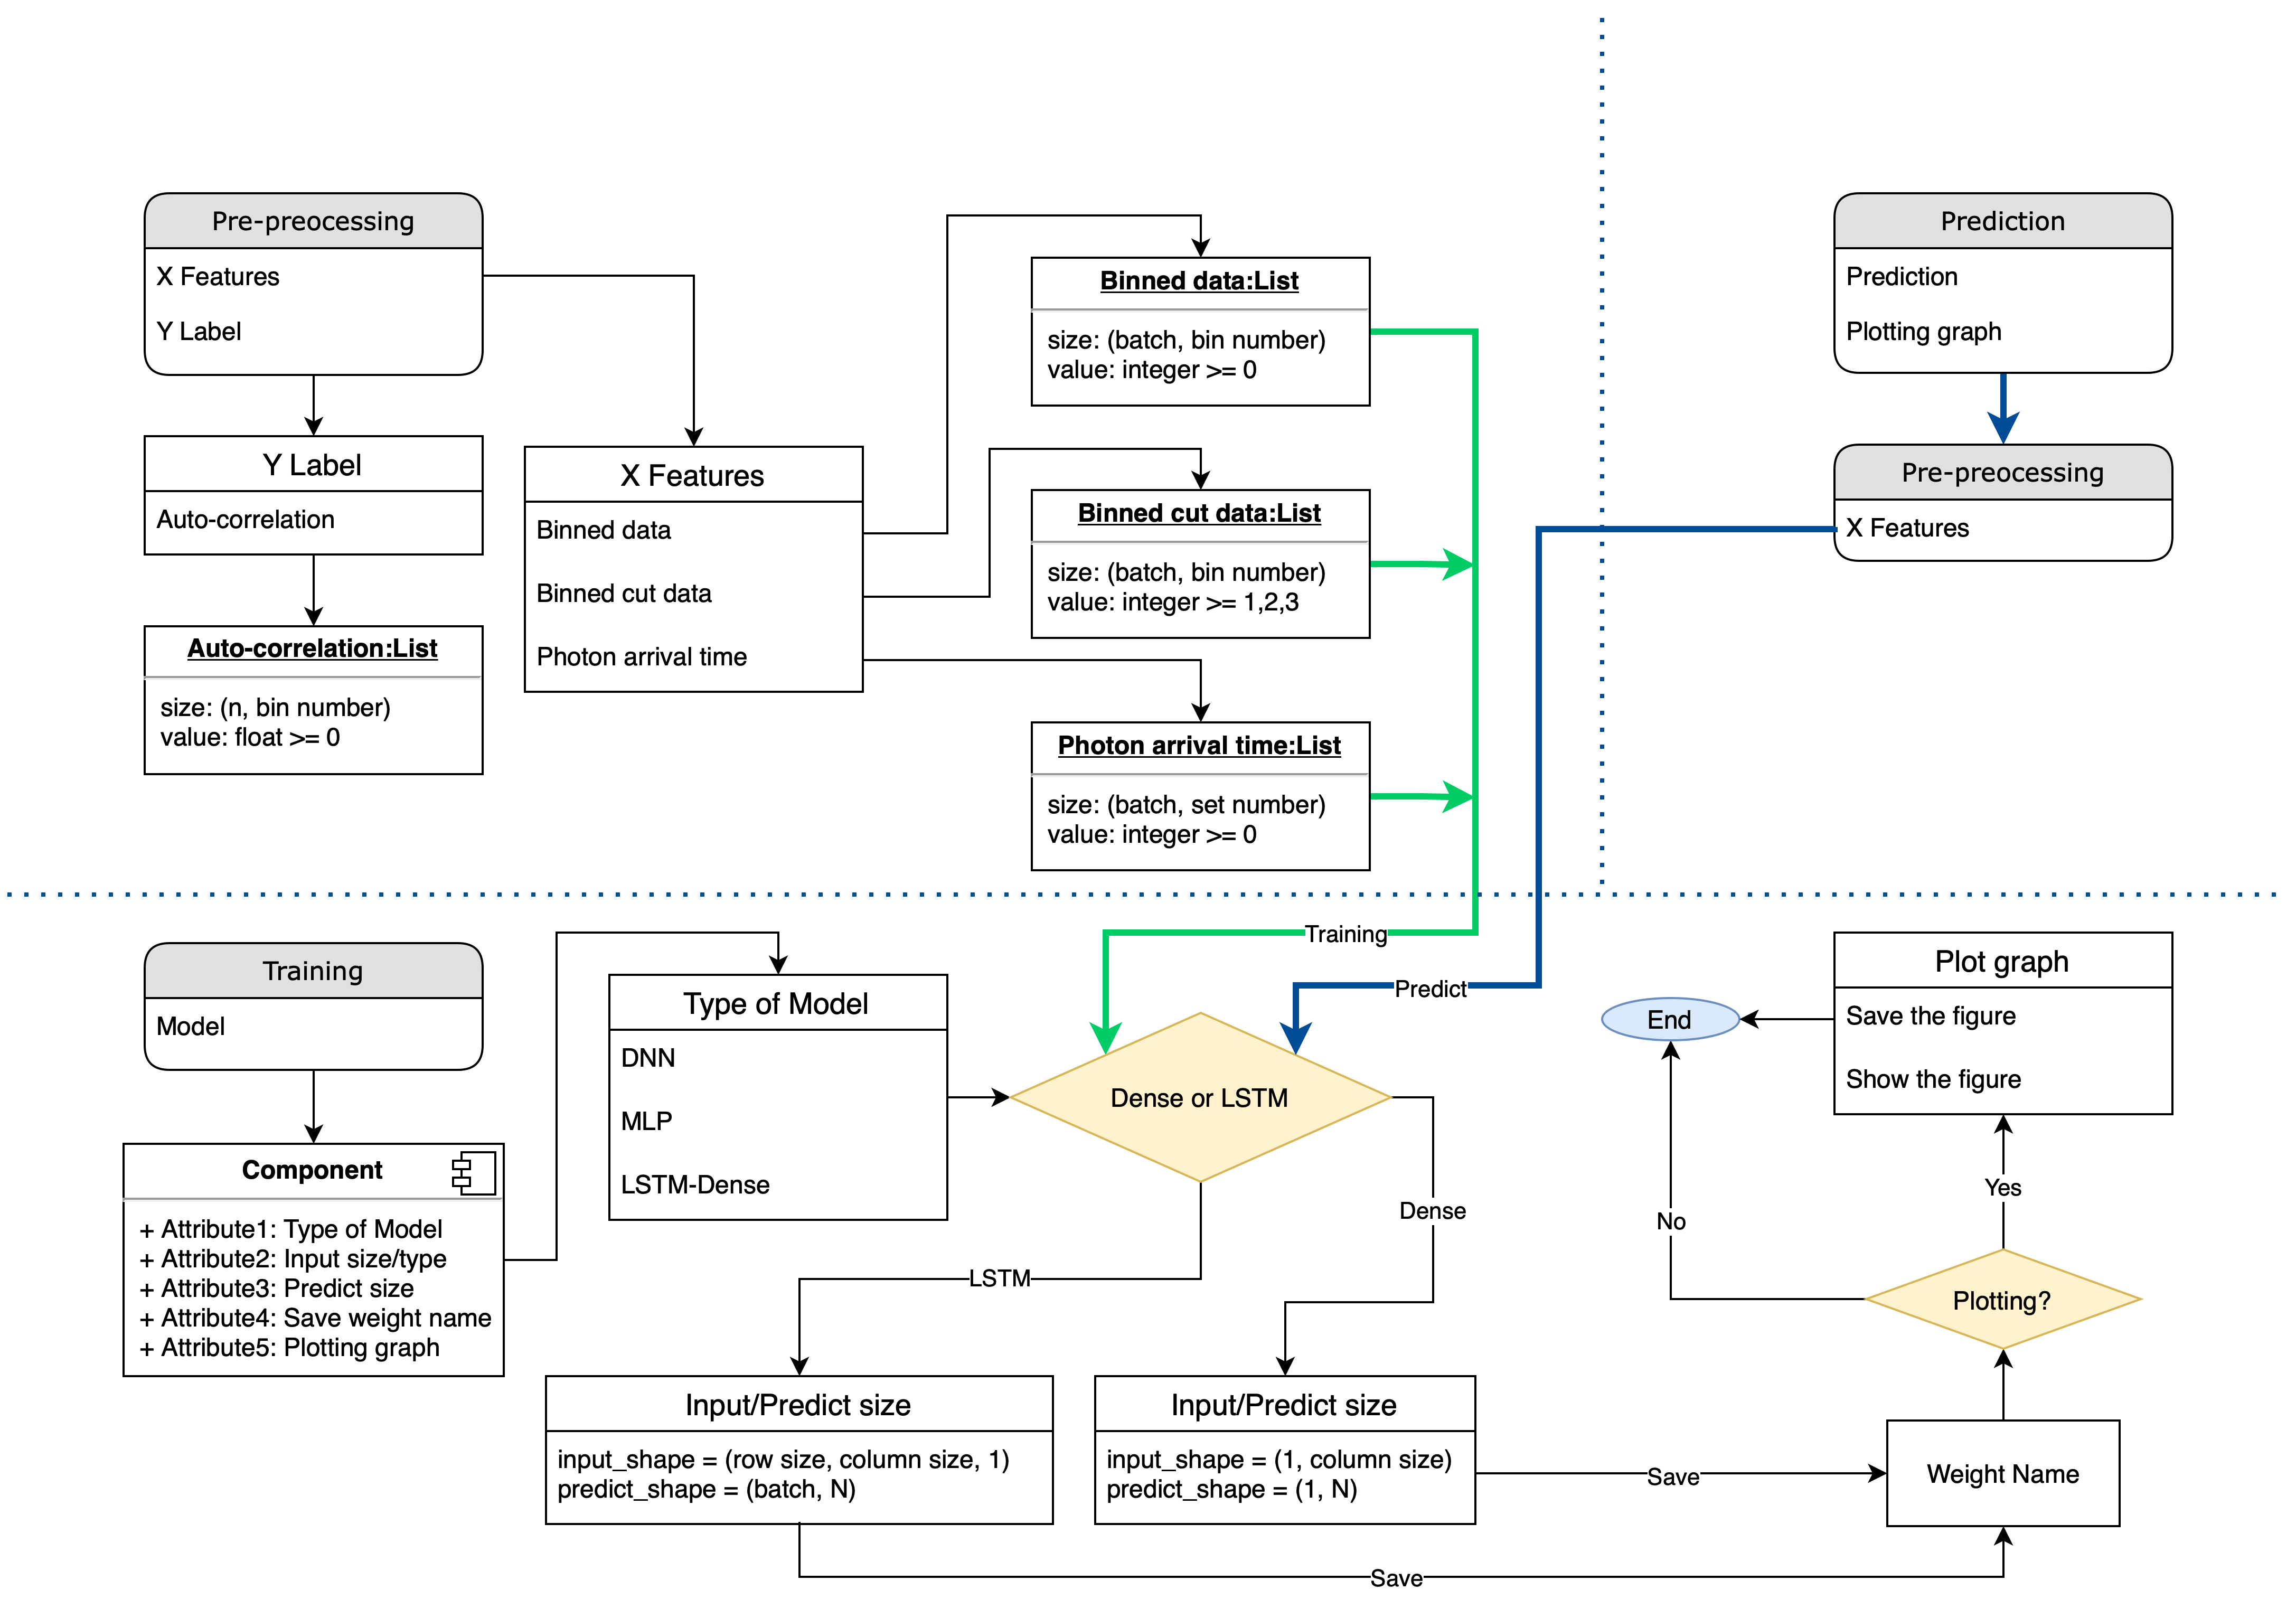 Pre-preocessing
X Features
Y Label
Y Label
Auto-correlation
Auto-correlation:List
size: (n, bin number)
value: float >= 0
X Features
Binned data
Binned cut data
Photon arrival time
Binned data:List
size: (batch, bin number)
value: integer >= 0
Binned cut data:List
size: (batch, bin number)
value: integer >= 1,2,3
Photon arrival time:List
size: (batch, set number)
value: integer >= 0
Prediction
Prediction
Plotting graph
Pre-preocessing
X Features
Training
Predict
Training
Model
Component
+ Attribute1: Type of Model
+ Attribute2: Input size/type
+ Attribute3: Predict size
+ Attribute4: Save weight name
+ Attribute5: Plotting graph
Type of Model
DNN
MLP
LSTM-Dense
Dense or LSTM
Dense
LSTM
Input/Predict size
input_shape = (row size, column size, 1)
predict_shape = (batch, N)
Input/Predict size
input_shape = (1, column size)
predict_shape = (1, N)
Save
Save
Weight Name
Plotting?
Yes
No
Plot graph
Save the figure
Show the figure
End